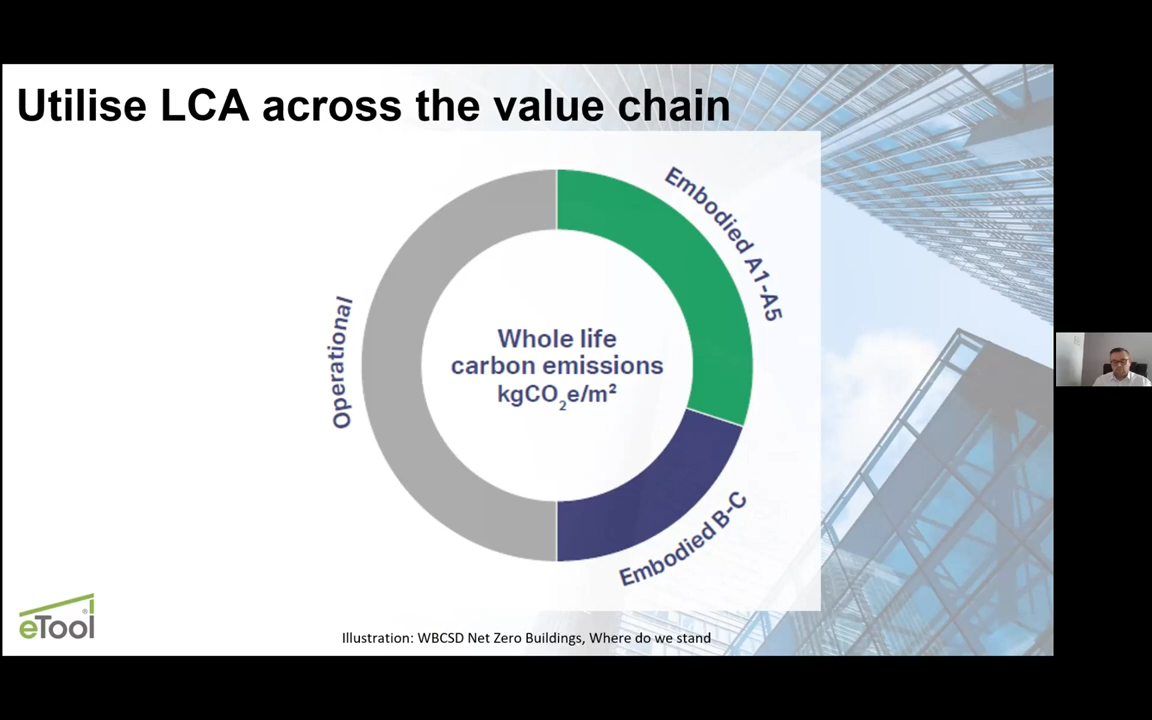 Utilise LCA across the value chain
Embodied A1-A5
Whole life
carbon emissions
kgCO₂e/m²
Operational
Embodied B-C
eTool®
Illustration: WBCSD Net Zero Buildings, Where do we stand